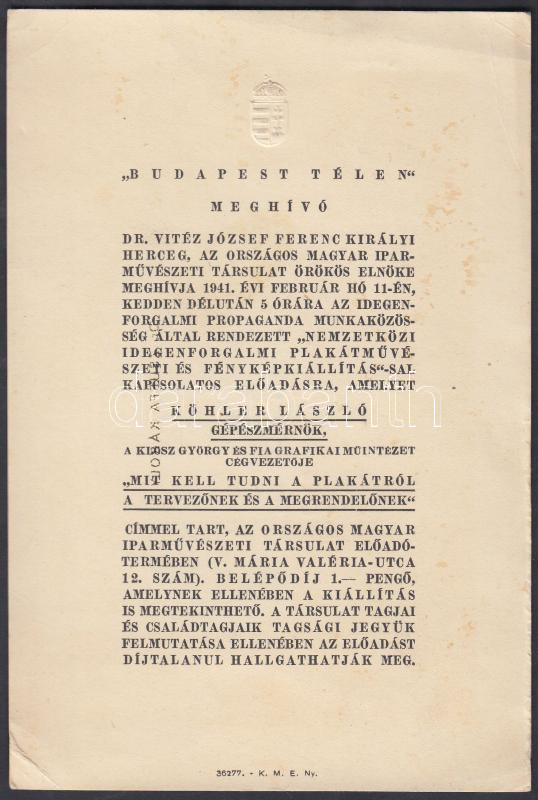 „BUDAPEST TÉLEN“
MEGHÍVÓ
DR. VITÉZ JÓZSEF FERENC KIRÁLYI
HERCEG, AZ ORSZÁGOS MAGYAR IPAR-
MŰVÉSZETI TÁRSULAT ÖRÖKÖS ELNÖKE
MEGHÍVJA 1941. ÉVI FEBRUÁR HÓ 11-ÉN,
KEDDEN DÉLUTÁN 5 ÓRÁRA AZ IDEGEN-
FORGALMI PROPAGANDA MUNKAKÖZÖS-
SÉG ÁLTAL RENDEZETT „NEMZETKÖZI
IDEGENFORGALMI PLAKÁTMŰVÉ-
SZETI ÉS FÉNYKÉPKIÁLLÍTÁS“-SAL
KAPCSOLATOS ELŐADÁSRA, AMELYET
KÖHLER LÁSZLÓ
GÉPÉSZMÉRNÖK,
A KLÖSZ GYÖRGY ÉS FIA GRAFIKAI MŰINTÉZET
CÉGVEZETŐJE
„MIT KELL TUDNI A PLAKÁTRÓL
A TERVEZŐNEK ÉS A MEGRENDELŐNEK“
CÍMMEL TART, AZ ORSZÁGOS MAGYAR
IPARMŰVÉSZETI TÁRSULAT ELŐADÓ-
TERMÉBEN (V. MÁRIA VALÉRIA-UTCA
12. SZÁM). BELÉPŐDÍJ 1.— PENGŐ,
AMELYNEK ELLENÉBEN A KIÁLLÍTÁS
IS MEGTEKINTHETŐ. A TÁRSULAT TAGJAI
ÉS CSALÁDTAGJAIK TAGSÁGI JEGYÜK
FELMUTATÁSA ELLENÉBEN AZ ELŐADÁST
DÍJTALANUL HALLGATHATJÁK MEG.
36277. - K. M. E. Ny.
darabanth